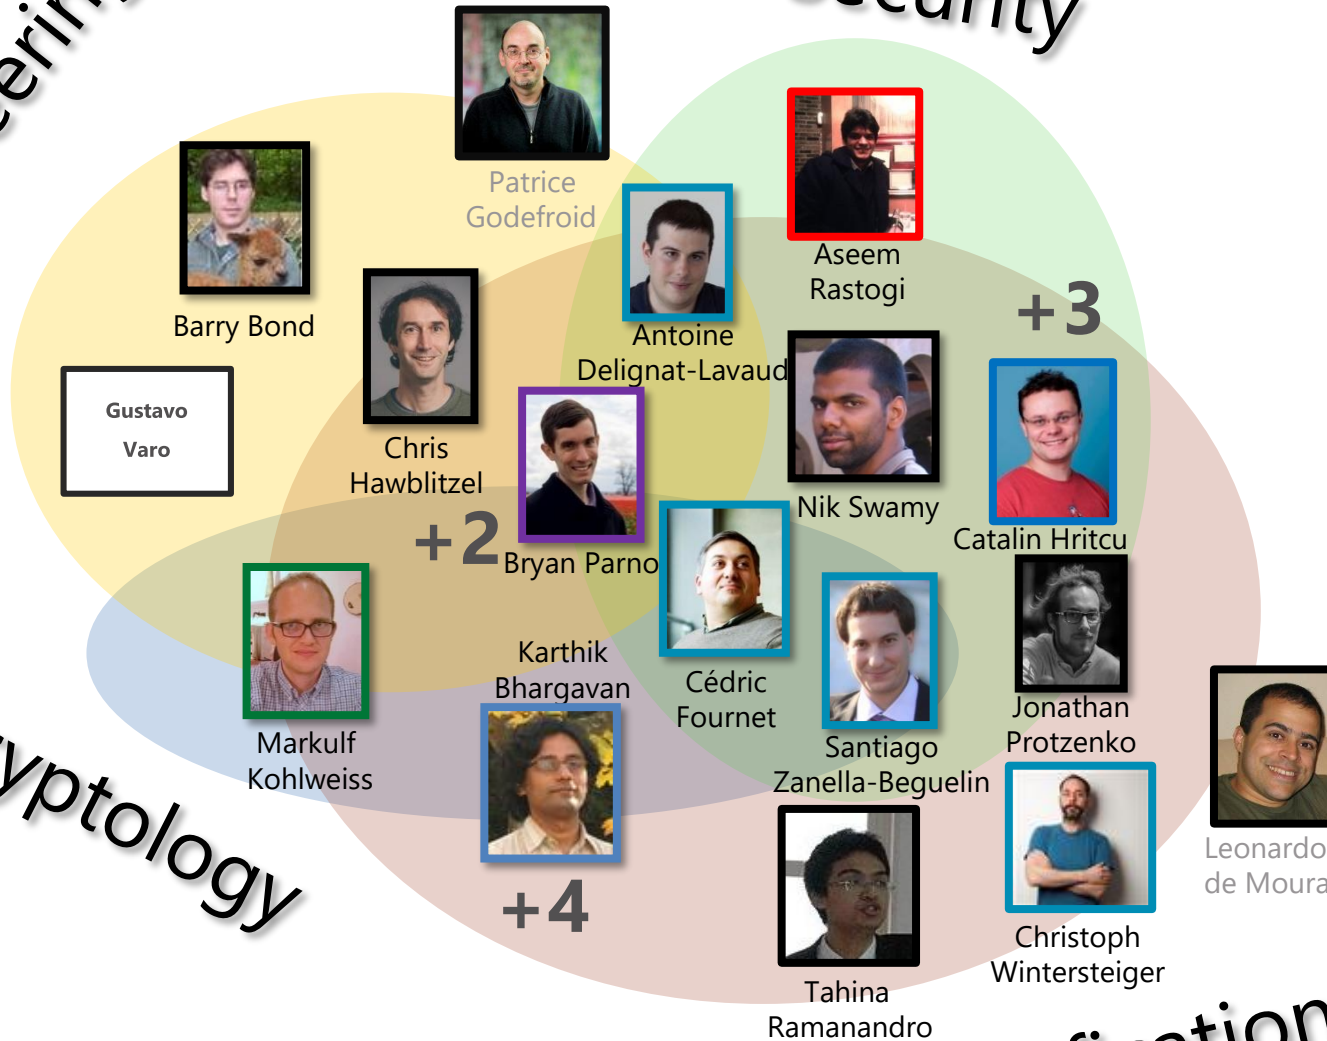 Security
Patrice
Godefroid
Aseem
Rastogi
+3
Barry Bond
Antoine
Delignat-Lavaud
Gustavo
Varo
Chris
Hawblitzel
Nik Swamy
+2
Bryan Parno
Catalin Hritcu
Karthik
Bhargavan
Cédric
Fournet
Jonathan
Protzenko
Markulf
Kohlweiss
Santiago
Zanella-Beguelin
Leonardo
de Moura
+4
Christoph
Wintersteiger
Tahina
Ramanandro